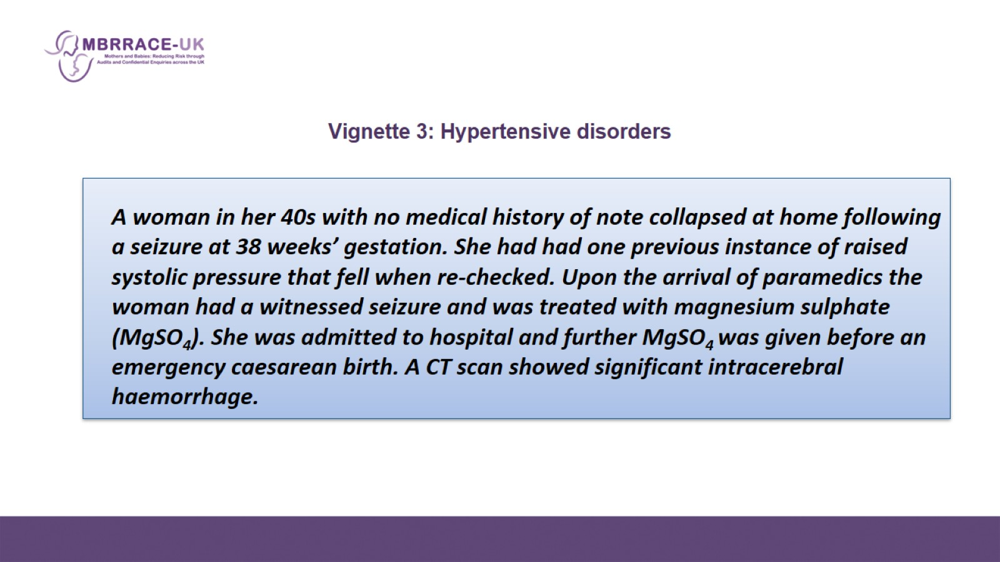 MBRRACE-UK
Mothers and Babies: Reducing Risk through
Audits and Confidential Enquiries across the UK
Vignette 3: Hypertensive disorders
A woman in her 40s with no medical history of note collapsed at home following
a seizure at 38 weeks’ gestation. She had had one previous instance of raised
systolic pressure that fell when re-checked. Upon the arrival of paramedics the
woman had a witnessed seizure and was treated with magnesium sulphate
(MgSO₄). She was admitted to hospital and further MgSO₄ was given before an
emergency caesarean birth. A CT scan showed significant intracerebral
haemorrhage.